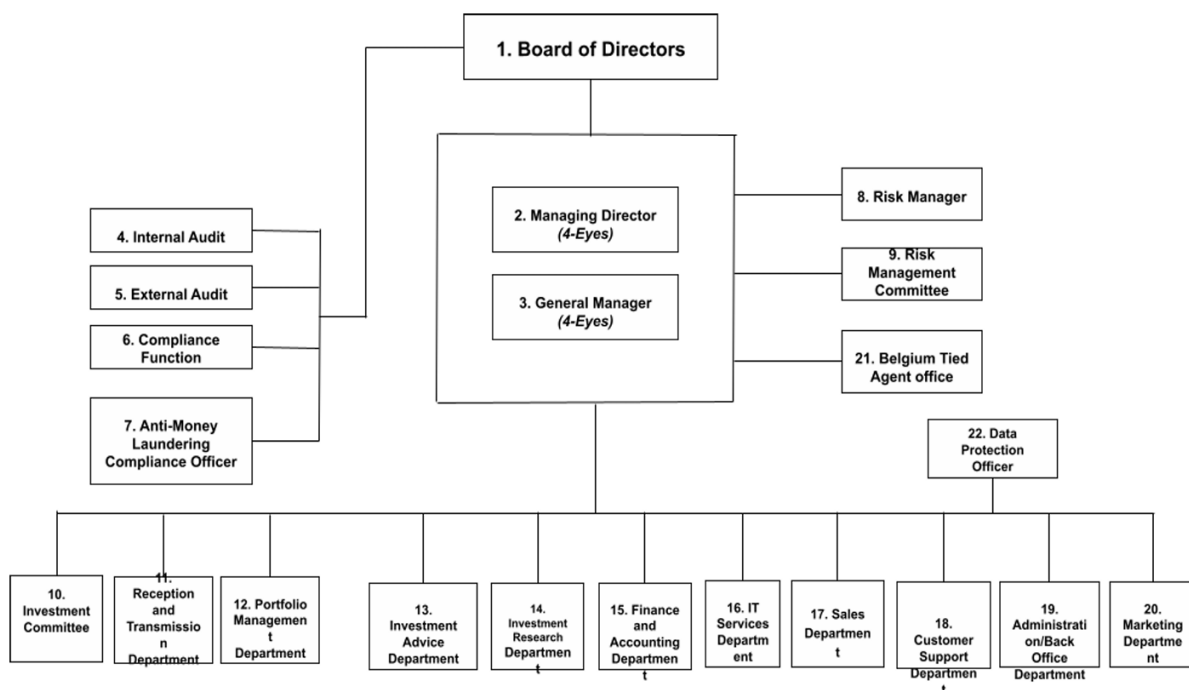 1. Board of Directors
2. Managing Director
(4-Eyes)
3. General Manager
(4-Eyes)
4. Internal Audit
5. External Audit
6. Compliance
Function
7. Anti-Money
Laundering
Compliance Officer
8. Risk Manager
9. Risk
Management
Committee
21. Belgium Tied
Agent office
22. Data
Protection
Officer
10.
Investment
Committee
11.
Reception
and
Transmissio
n
Department
12. Portfolio
Managemen
t
Department
13.
Investment
Advice
Department
14.
Investment
Research
Departmen
t
15. Finance
and
Accounting
Departmen
t
16. IT
Services
Departm
ent
17. Sales
Departmen
t
18.
Customer
Support
Departmen
t
19.
Administrati
on/Back
Office
Department
20.
Marketing
Departme
nt